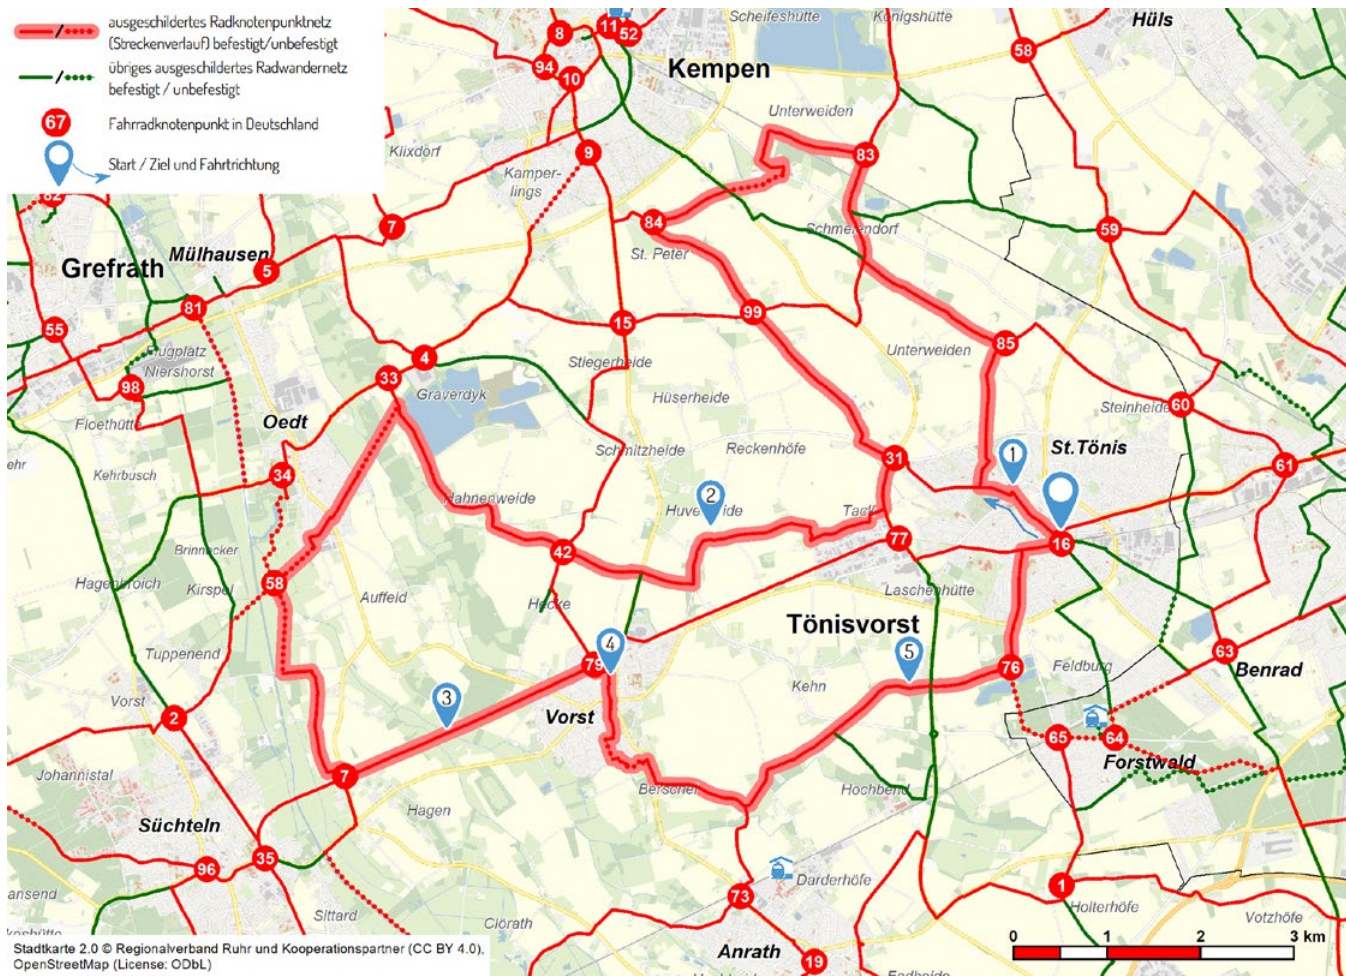 ausgeschildertes Radknotenpunktnetz
(Streckenverlauf) befestigt/unbefestigt
übriges ausgeschildertes Radwandernetz
befestigt / unbefestigt
67 Fahrradknotenpunkt in Deutschland
Start / Ziel und Fahrtrichtung
Scheifeshütte
Königshütte
Hüls
8
11
52
58
94
10
Kempen
Unterweiden
Klixdorf
9
83
Kamper-
lings
82
7
84
Schmelendorf
59
Mülhausen
St. Peter
Grefrath
5
81
99
15
55
85
Flugplatz
Niershorst
4
Stiegerheide
Unterweiden
33
98
Graverdyk
Hüserheide
60
Steinheide
Floethütte
Oedt
Schmitzheide
Reckenhöfe
St.Tönis
31
61
Kehrbusch
34
1
Hahnenweide
2
16
77
Brinnecker
42
Hagenbroich
Kirspel
58
Auffeld
Hecke
Laschenhütte
Tönisvorst
4
5
63
Tuppenend
79
76
Feldburg
Benrad
Kehn
Vorst
3
Vorst
2
65
64
Forstwald
Johannistal
7
Hagen
Hochbend
Süchteln
35
96
Darderhöfe
1
73
Holterhöfe
Sittard
Clörath
Votzhöfe
Anrath
19
0
1
2
3 km
Stadtkarte 2.0 © Regionalverband Ruhr und Kooperationspartner (CC BY 4.0),
OpenStreetMap (License: ODbL)